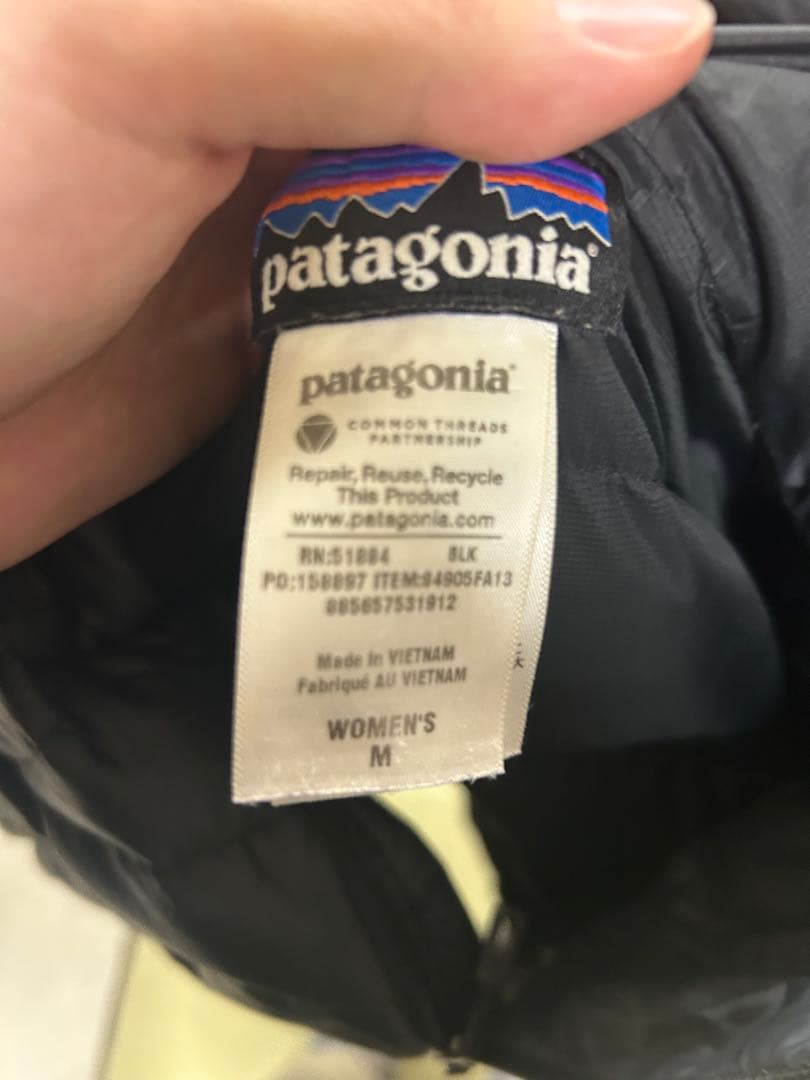 patagonia®
patagonia®
COMMON THREADS
PARTNERSHIP
Repair, Reuse, Recycle
This Product
www.patagonia.com
RN:51884 BLK
PO:158897 ITEM:84905FA13
885657531912
Made in VIETNAM
Fabriqué AU VIETNAM
WOMEN'S
M